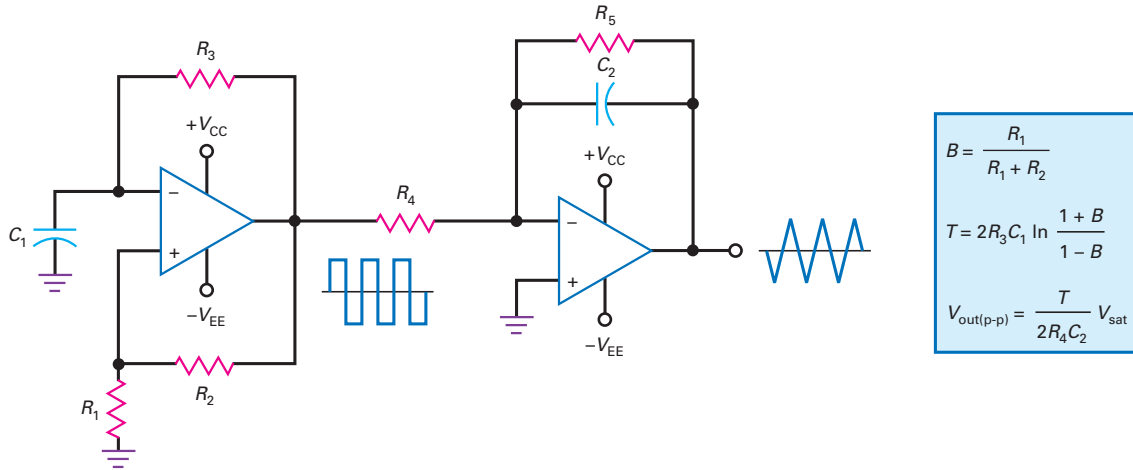 R3
+VCC
−
+
C1
−VEE
R2
R1
R4
R5
C2
+VCC
−
+
−VEE
B = R1 / (R1 + R2)
T = 2R3C1 ln (1 + B) / (1 − B)
Vout(p-p) = T / (2R4C2) Vsat